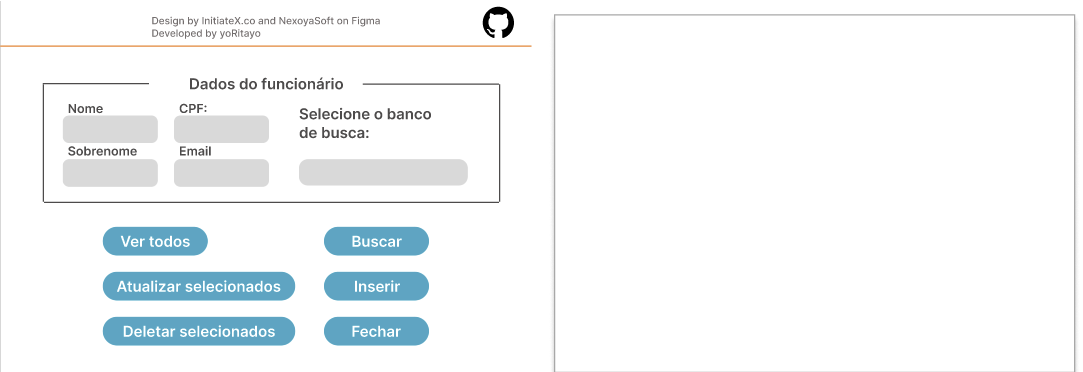 Design by InitiateX.co and NexoyaSoft on Figma
Developed by yoRitayo
Dados do funcionário
Nome
CPF:
Selecione o banco
de busca:
Sobrenome
Email
Ver todos
Buscar
Atualizar selecionados
Inserir
Deletar selecionados
Fechar